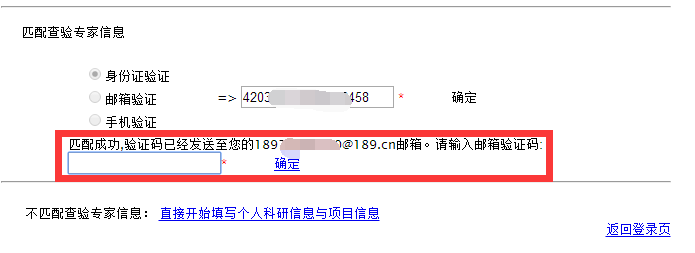 匹配查验专家信息
身份证验证
邮箱验证 => 4203 458 * 确定
手机验证
匹配成功,验证码已经发送至您的189 0@189.cn邮箱。请输入邮箱验证码:
* 确定
不匹配查验专家信息： 直接开始填写个人科研信息与项目信息
返回登录页